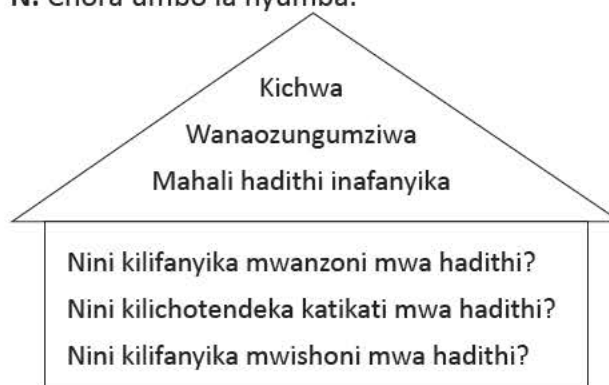 N. Chora umbo la nyumba.
Kichwa
Wanaozungumziwa
Mahali hadithi inafanyika
Nini kilifanyika mwanzoni mwa hadithi?
Nini kilichotendeka katikati mwa hadithi?
Nini kilifanyika mwishoni mwa hadithi?